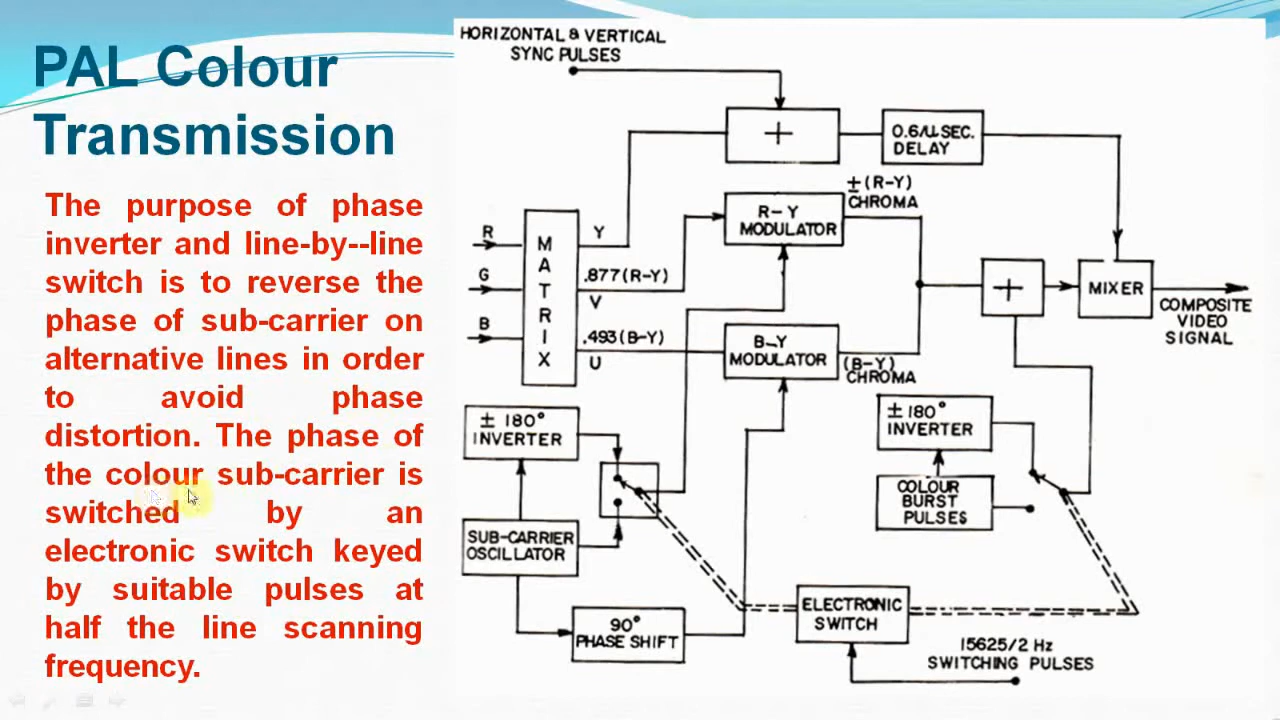 PAL Colour
Transmission
The purpose of phase
inverter and line-by--line
switch is to reverse the
phase of sub-carrier on
alternative lines in order
to avoid phase
distortion. The phase of
the colour sub-carrier is
switched by an
electronic switch keyed
by suitable pulses at
half the line scanning
frequency.
HORIZONTAL & VERTICAL
SYNC PULSES
+
0.6/μSEC.
DELAY
± (R-Y)
CHROMA
R-Y
MODULATOR
R
G
B
MATRIX
Y
.877(R-Y)
V
.493(B-Y)
U
B-Y
MODULATOR
(B-Y)
CHROMA
+
MIXER
COMPOSITE
VIDEO
SIGNAL
± 180°
INVERTER
SUB-CARRIER
OSCILLATOR
90°
PHASE SHIFT
± 180°
INVERTER
COLOUR
BURST
PULSES
ELECTRONIC
SWITCH
15625/2 Hz
SWITCHING PULSES